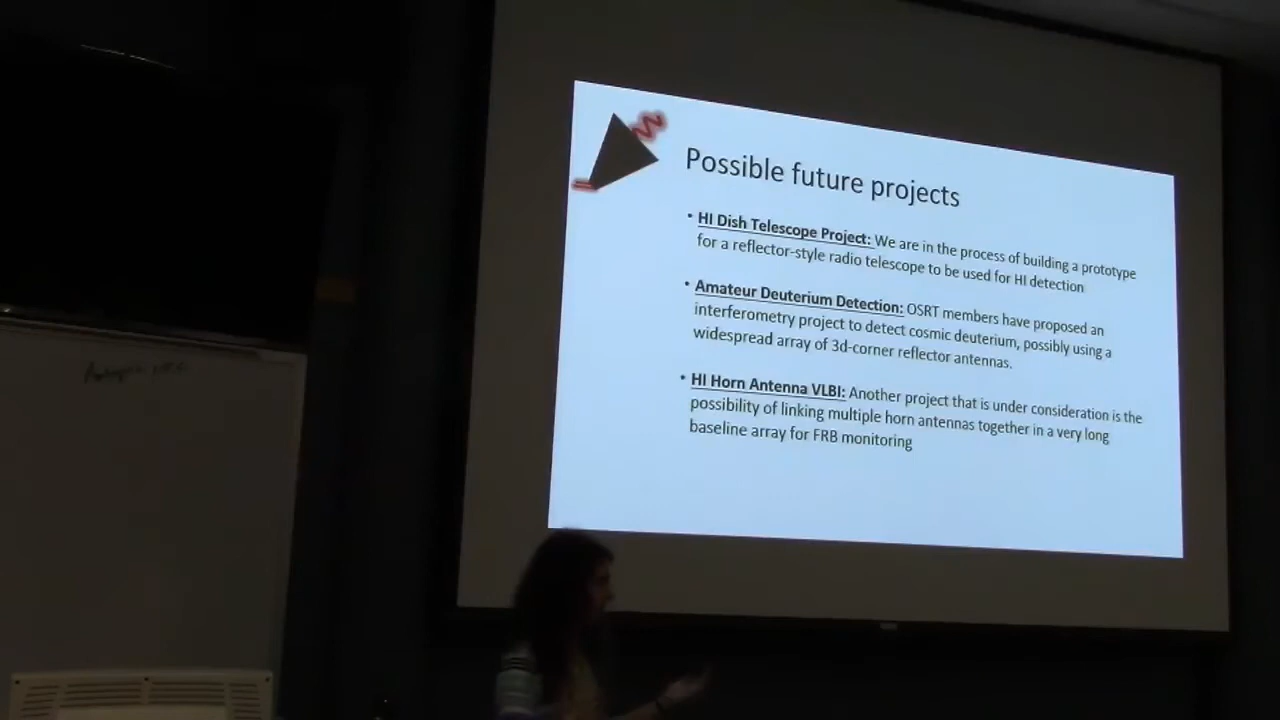 Possible future projects
• HI Dish Telescope Project: We are in the process of building a prototype
for a reflector-style radio telescope to be used for HI detection
• Amateur Deuterium Detection: OSRT members have proposed an
interferometry project to detect cosmic deuterium, possibly using a
widespread array of 3d-corner reflector antennas.
• HI Horn Antenna VLBI: Another project that is under consideration is the
possibility of linking multiple horn antennas together in a very long
baseline array for FRB monitoring